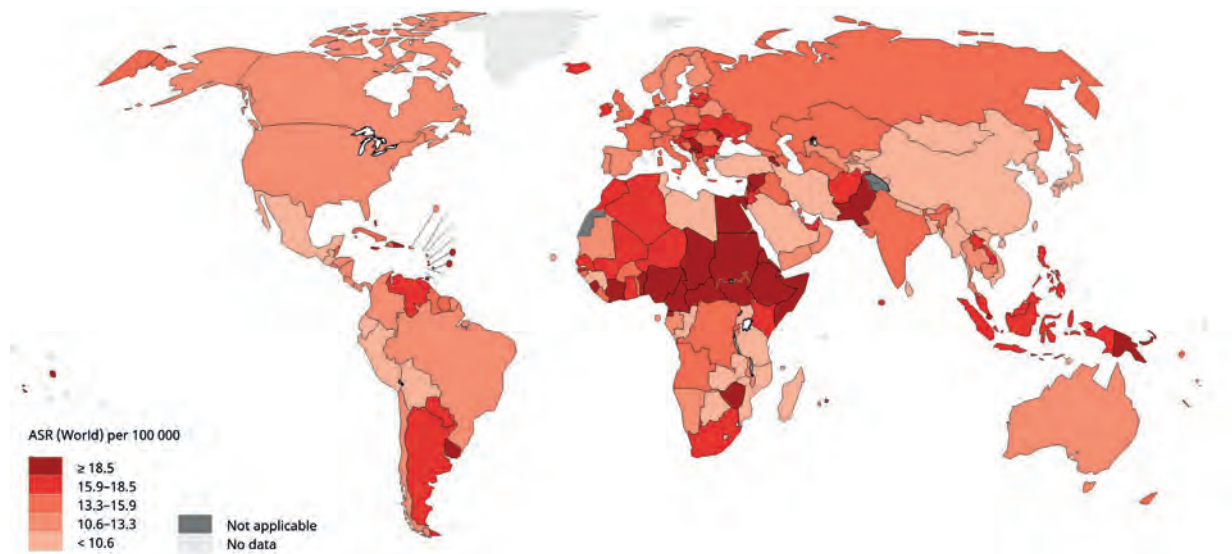 ASR (World) per 100 000
≥ 18.5
15.9–18.5
13.3–15.9
10.6–13.3
< 10.6
Not applicable
No data